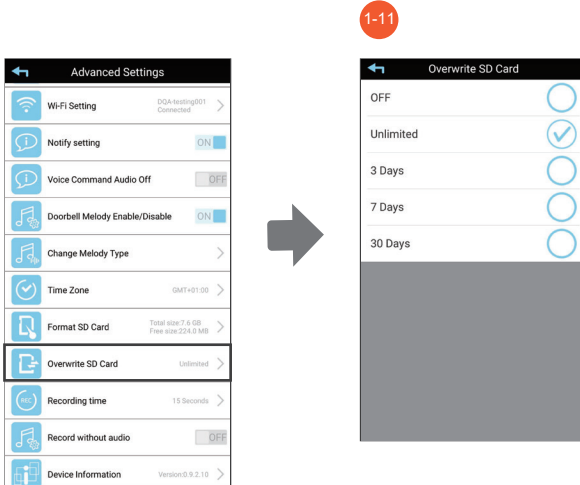 1-11
Advanced Settings
Wi-Fi Setting
DQA-testing001
Connected
Notify setting
ON
Voice Command Audio Off
OFF
Doorbell Melody Enable/Disable
ON
Change Melody Type
Time Zone
GMT+01:00
Format SD Card
Total size:7.6 GB
Free size:224.0 MB
Overwrite SD Card
Unlimited
REC
Recording time
15 Seconds
Record without audio
OFF
Device Information
Version:0.9.2.10
Overwrite SD Card
OFF
Unlimited
3 Days
7 Days
30 Days